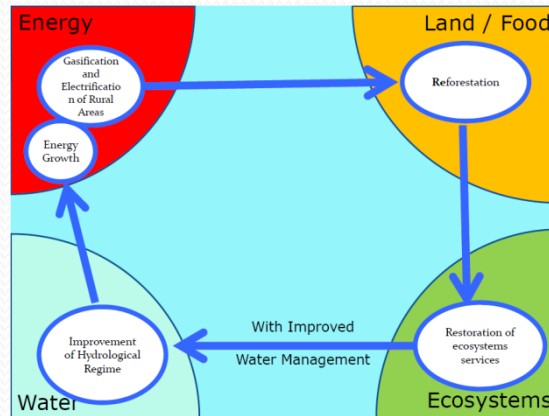 Energy
Land / Food
Gasification
and
Electrificatio
n of Rural
Areas
Reforestation
Energy
Growth
With Improved
Water Management
Improvement
of Hydrological
Regime
Restoration of
ecosystems
services
Water
Ecosystems